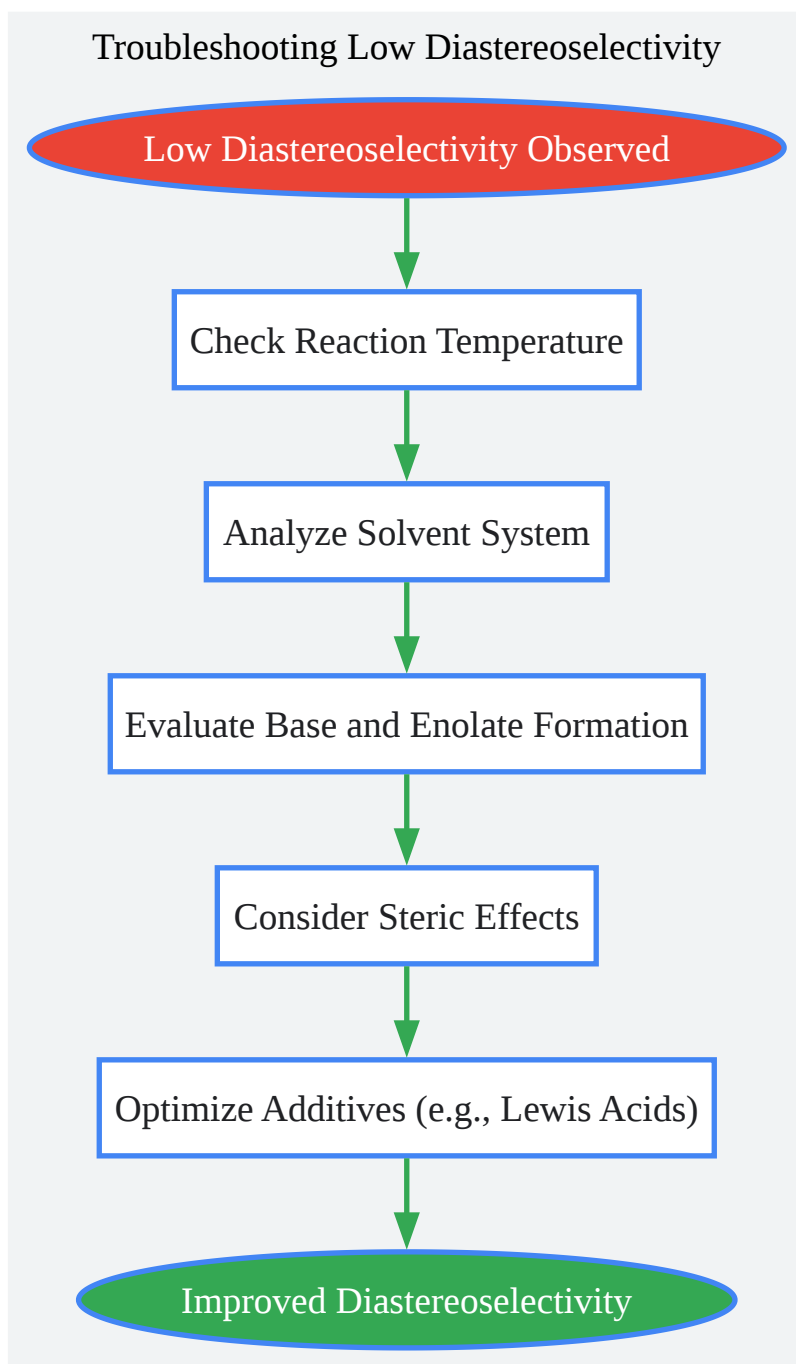 Troubleshooting Low Diastereoselectivity
Low Diastereoselectivity Observed
Check Reaction Temperature
Analyze Solvent System
Evaluate Base and Enolate Formation
Consider Steric Effects
Optimize Additives (e.g., Lewis Acids)
Improved Diastereoselectivity